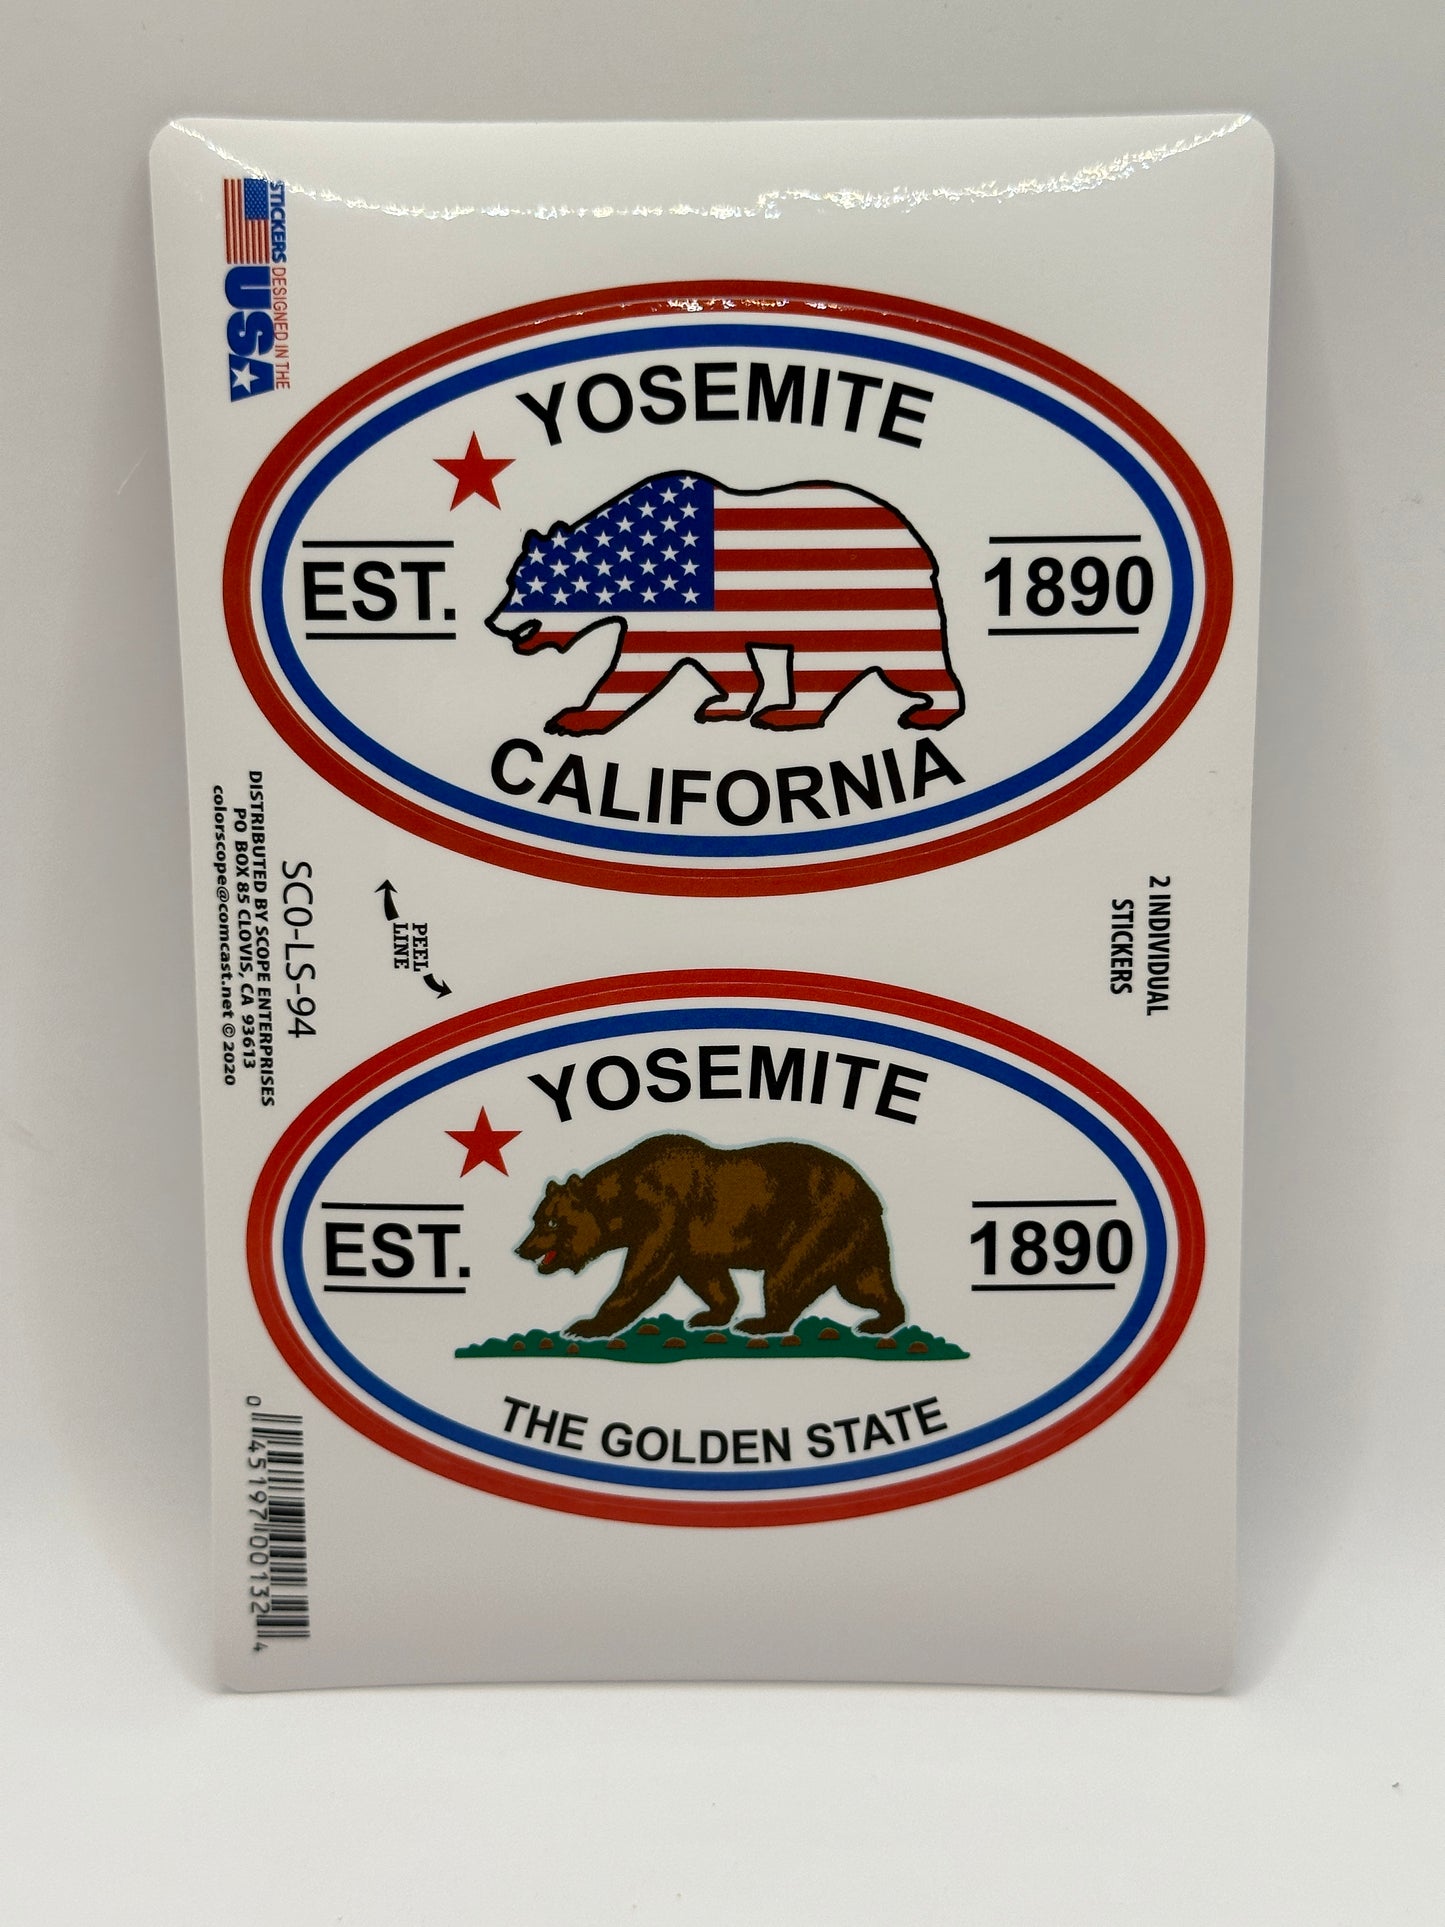 STICKERS DESIGNED IN THE
USA
YOSEMITE
EST.
1890
CALIFORNIA
2 INDIVIDUAL
STICKERS
PEEL
LINE
SC0-LS-94
DISTRIBUTED BY SCOPE ENTERPRISES
PO BOX 85 CLOVIS, CA 93613
colorscope@comcast.net © 2020
YOSEMITE
EST.
1890
THE GOLDEN STATE
0 45197 00132 4